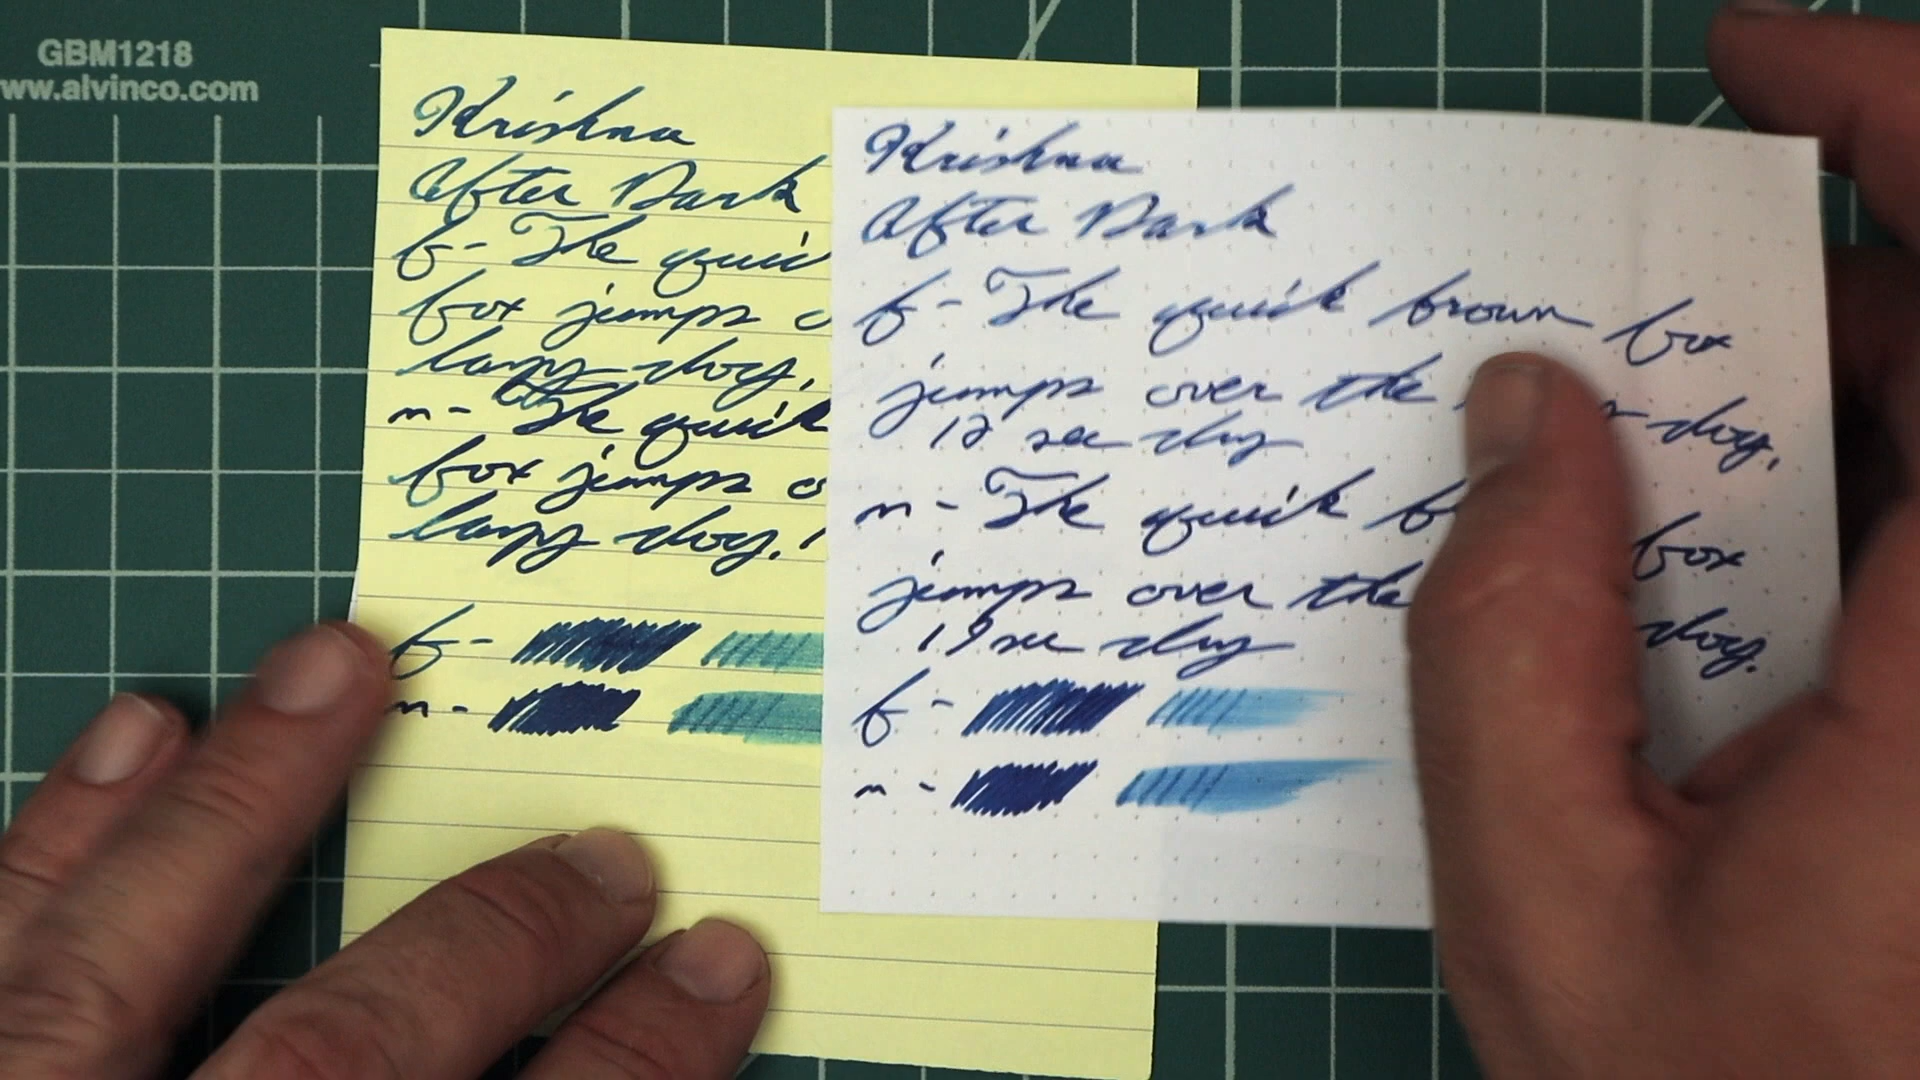 GBM1218
www.alvinco.com
Krishna
After Dark
f- The quic
fox jumps o
lazy dog.
m- The quick
fox jumps o
lazy dog.
f-
m-
Krishna
After Dark
f- The quick brown fox
jumps over the dog.
12 sec dry
m- The quick b fox
jumps over the dog.
19 sec dry
f-
m-